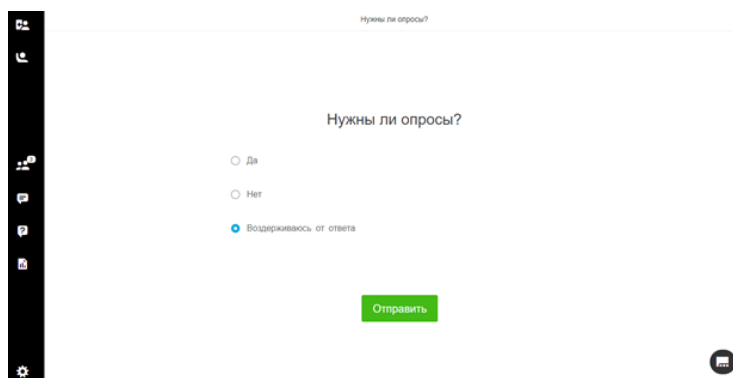 Нужны ли опросы?
Нужны ли опросы?
Да
Нет
Воздерживаюсь от ответа
Отправить